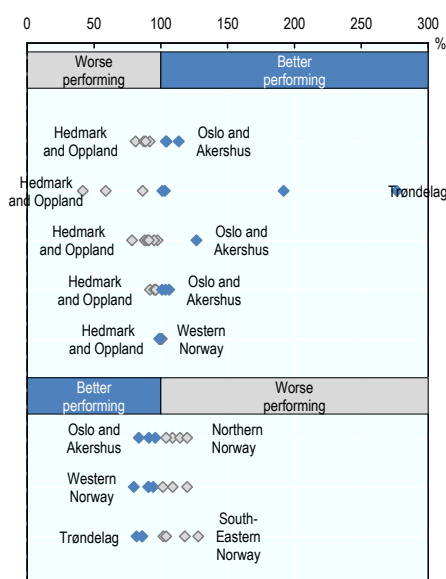 0 50 100 150 200 250 300
%
Worse performing
Better performing
Hedmark and Oppland
Oslo and Akershus
Hedmark and Oppland
Trøndelag
Hedmark and Oppland
Oslo and Akershus
Hedmark and Oppland
Oslo and Akershus
Hedmark and Oppland
Western Norway
Better performing
Worse performing
Oslo and Akershus
Northern Norway
Western Norway
Trøndelag
South-Eastern Norway